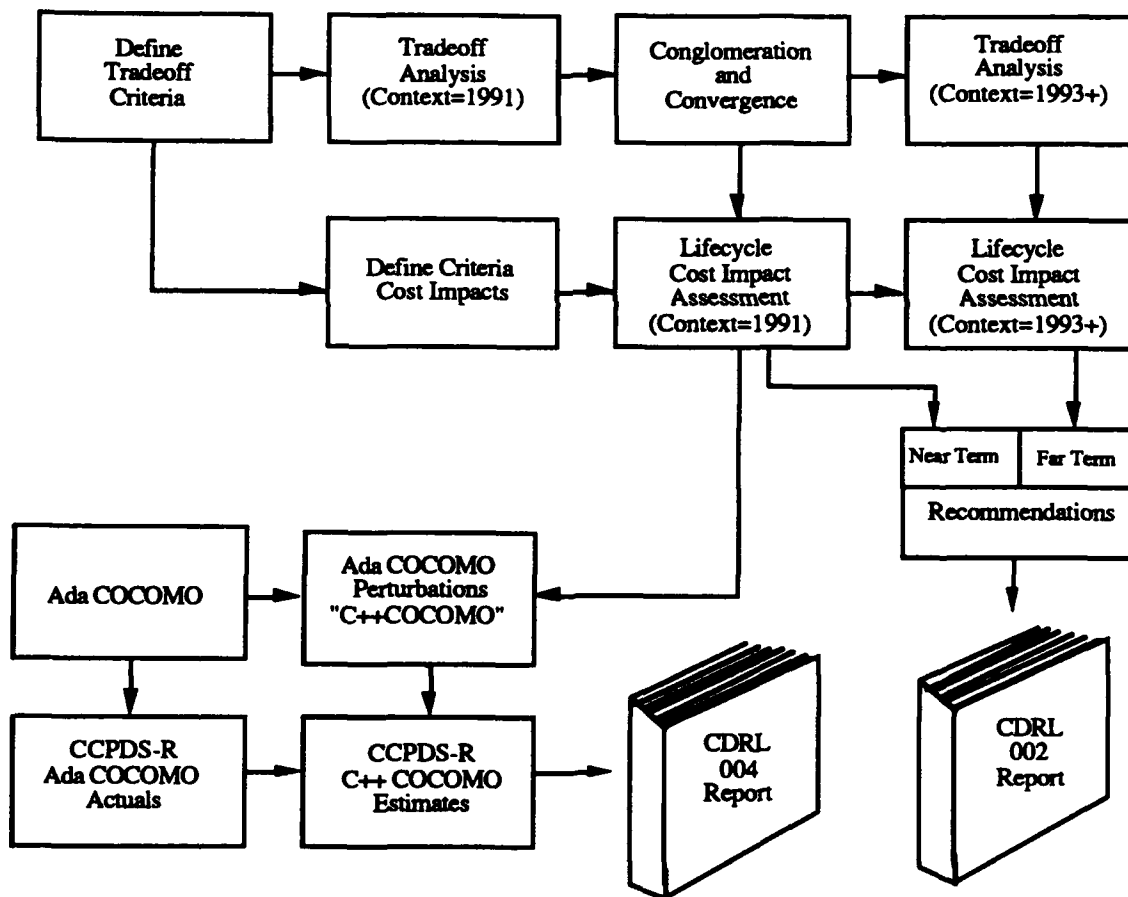 Define
Tradeoff
Criteria
Tradeoff
Analysis
(Context=1991)
Conglomeration
and
Convergence
Tradeoff
Analysis
(Context=1993+)
Define Criteria
Cost Impacts
Lifecycle
Cost Impact
Assessment
(Context=1991)
Lifecycle
Cost Impact
Assessment
(Context=1993+)
Near Term
Far Term
Recommendations
Ada COCOMO
Ada COCOMO
Perturbations
"C++COCOMO"
CCPDS-R
Ada COCOMO
Actuals
CCPDS-R
C++ COCOMO
Estimates
CDRL
004
Report
CDRL
002
Report